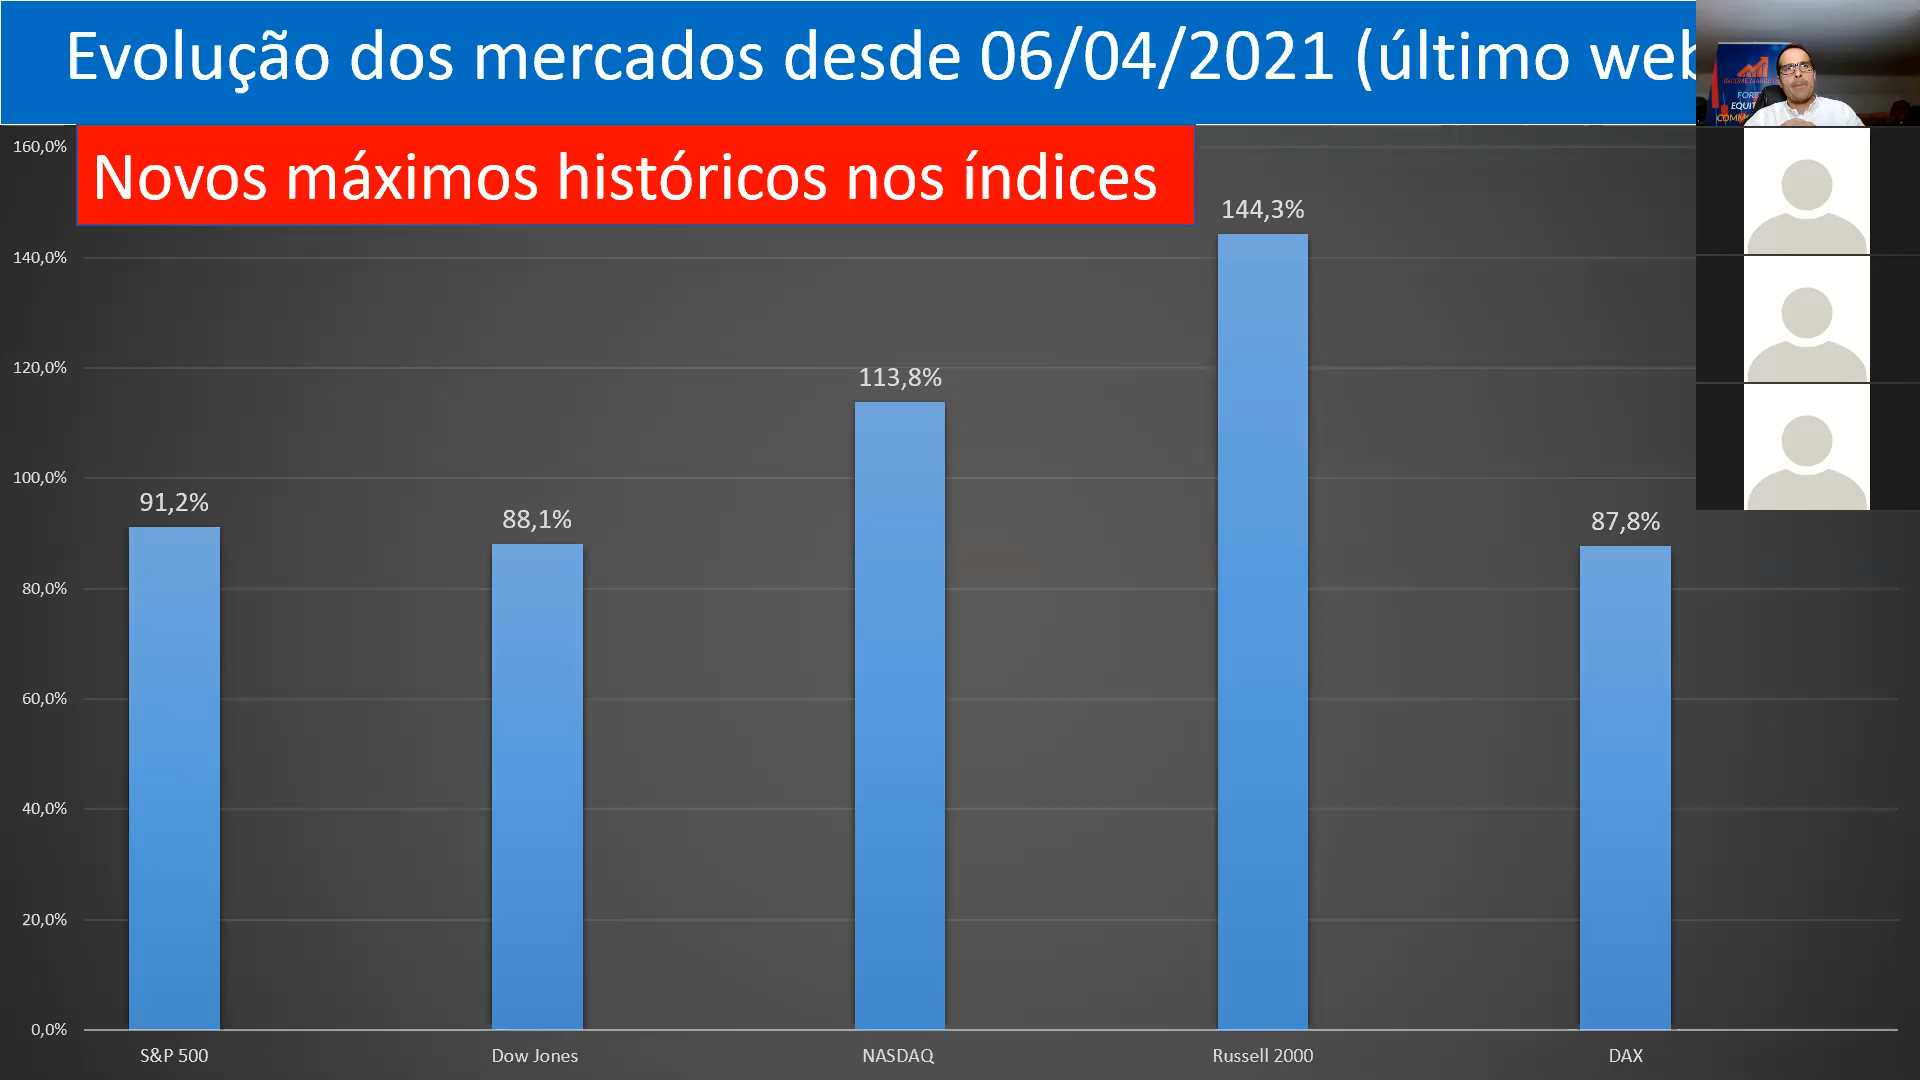 Evolução dos mercados desde 06/04/2021 (último web
Novos máximos históricos nos índices
160,0%
140,0%
120,0%
100,0%
80,0%
60,0%
40,0%
20,0%
0,0%
91,2%
88,1%
113,8%
144,3%
87,8%
S&P 500
Dow Jones
NASDAQ
Russell 2000
DAX